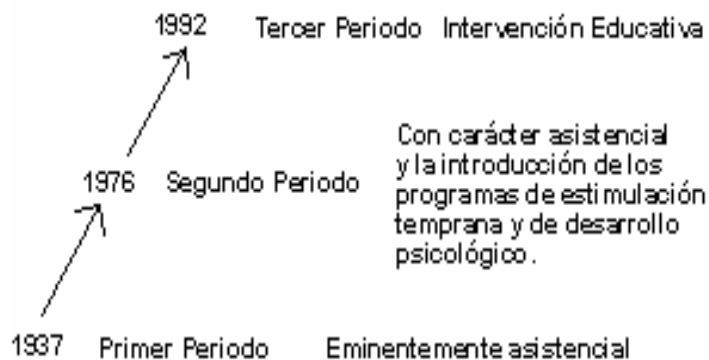 1992 Tercer Periodo Intervención Educativa
Con carácter asistencial
y la introducción de los
1976 Segundo Periodo programas de estimulación
temprana y de desarrollo
psicológico.
1937 Primer Periodo Eminentemente asistencial